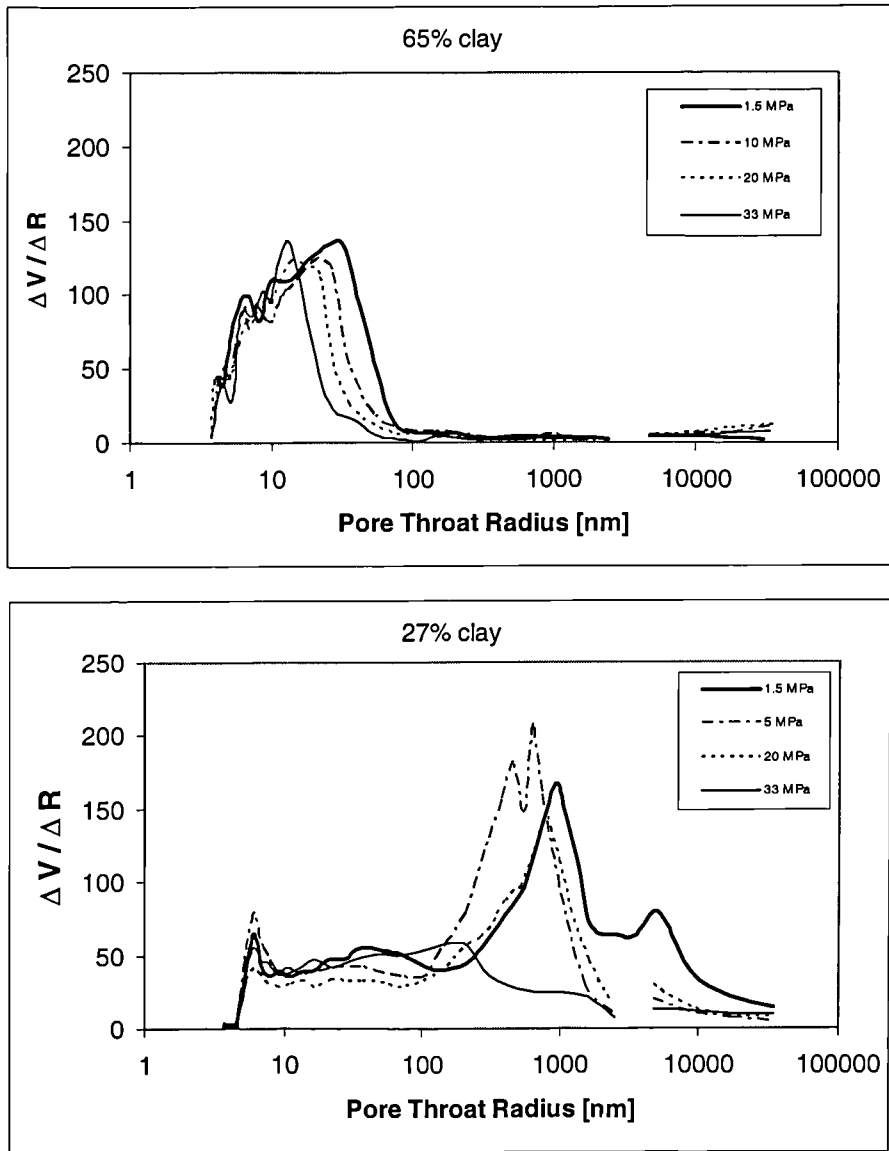 65% clay
250
200
150
100
50
0
ΔV/ΔR
1 10 100 1000 10000 100000
Pore Throat Radius [nm]
1.5 MPa
10 MPa
20 MPa
33 MPa
27% clay
250
200
150
100
50
0
ΔV/ΔR
1 10 100 1000 10000 100000
Pore Throat Radius [nm]
1.5 MPa
5 MPa
20 MPa
33 MPa